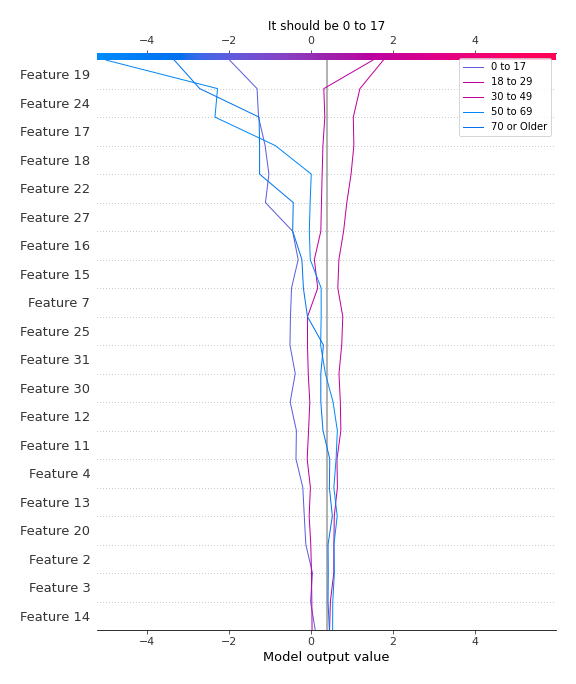 It should be 0 to 17
−4 −2 0 2 4
0 to 17
18 to 29
30 to 49
50 to 69
70 or Older
Feature 19
Feature 24
Feature 17
Feature 18
Feature 22
Feature 27
Feature 16
Feature 15
Feature 7
Feature 25
Feature 31
Feature 30
Feature 12
Feature 11
Feature 4
Feature 13
Feature 20
Feature 2
Feature 3
Feature 14
−4 −2 0 2 4
Model output value